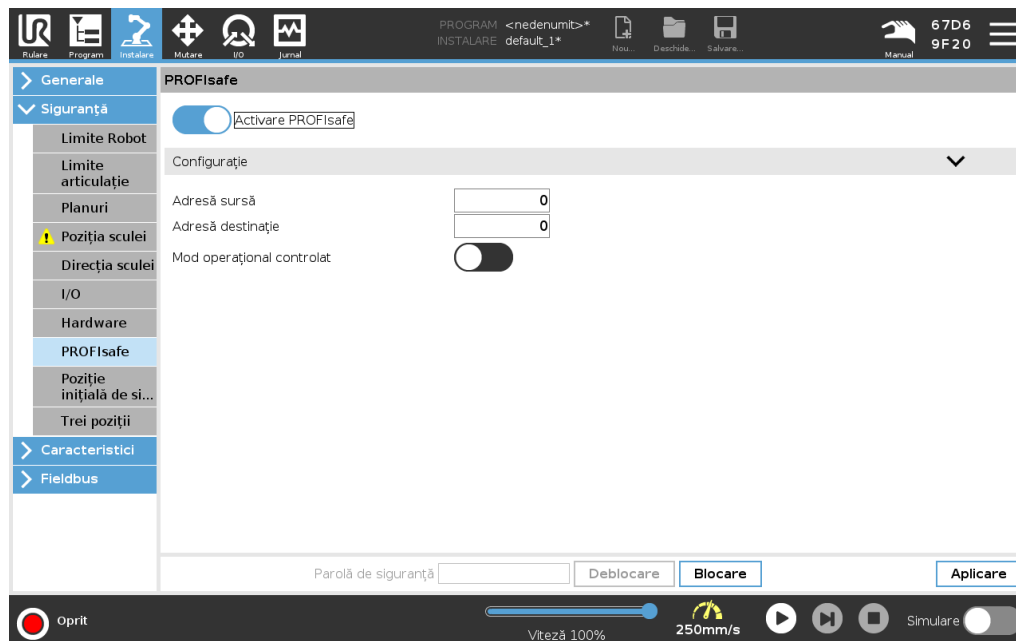 UR
PROGRAM <nedenumit>*
INSTALARE default_1*
Rulare
Program
Instalare
Mutare
I/O
Jurnal
Nou...
Deschide...
Salvare...
Manual
67D6
9F20
Generale
Siguranță
Limite Robot
Limite
articulație
Planuri
Poziția sculei
Direcția sculei
I/O
Hardware
PROFIsafe
Poziție
inițială de si...
Trei poziții
Caracteristici
Fieldbus
PROFIsafe
Activare PROFIsafe
Configurație
Adresă sursă 0
Adresă destinație 0
Mod operațional controlat
Parolă de siguranță
Deblocare
Blocare
Aplicare
Oprit
Viteză 100%
250mm/s
Simulare